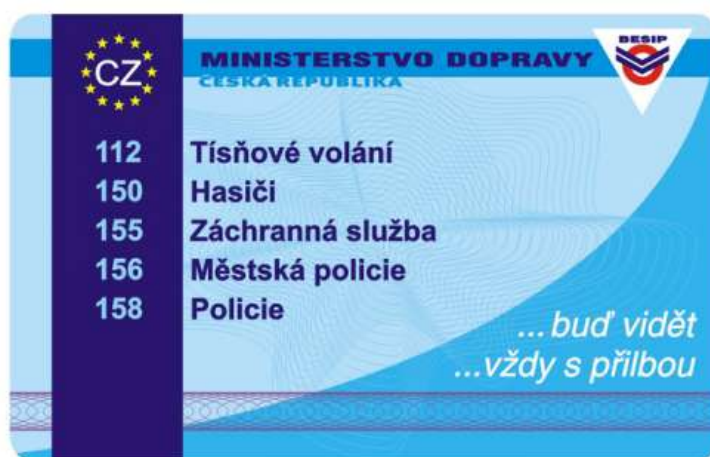 CZ
MINISTERSTVO DOPRAVY
ČESKÁ REPUBLIKA
BESIP
112 Tísňové volání
150 Hasiči
155 Záchranná služba
156 Městská policie
158 Policie
...buď vidět
...vždy s přilbou